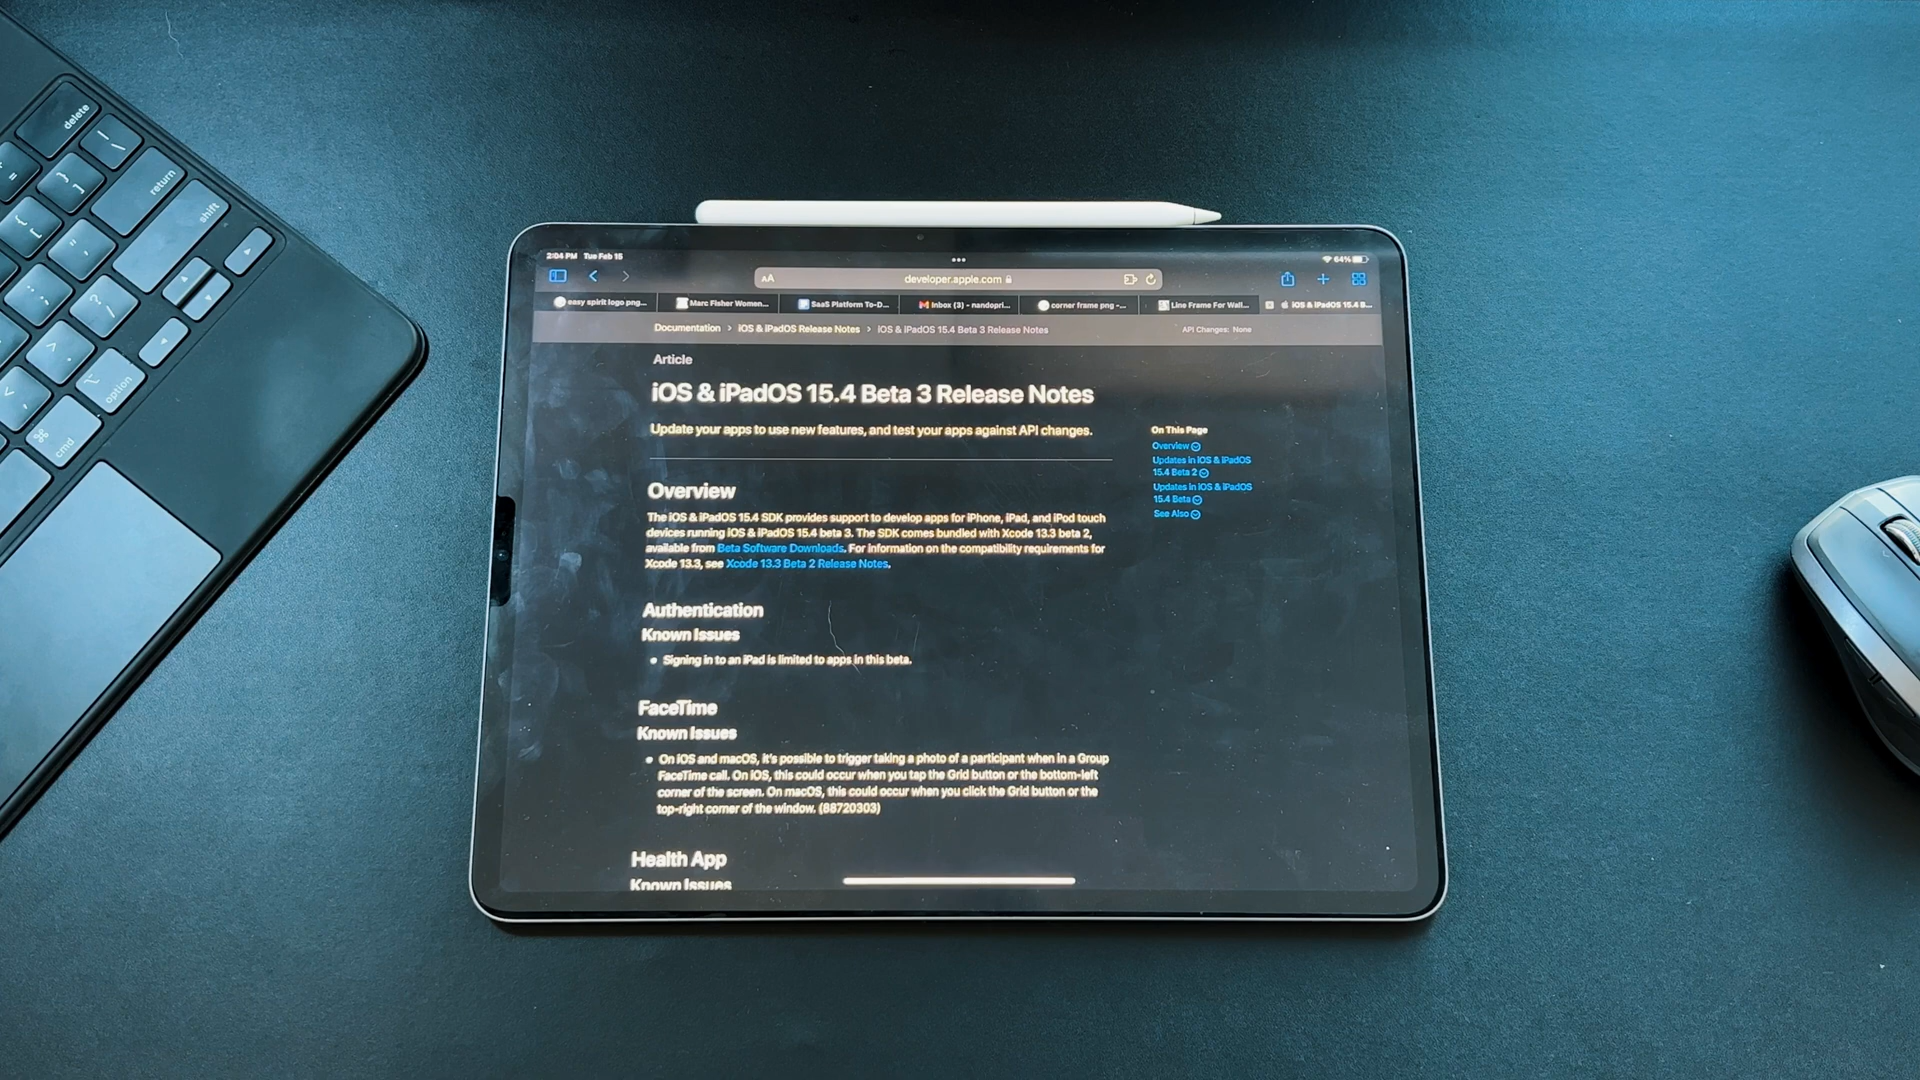 delete
return
shift
option
cmd
2:04 PM Tue Feb 15
64%
AA developer.apple.com
easy spirit logo png...
Marc Fisher Women...
SaaS Platform To-D...
Inbox (3) - nandopri...
corner frame png -...
Line Frame For Wall...
iOS & iPadOS 15.4 B...
Documentation > iOS & iPadOS Release Notes > iOS & iPadOS 15.4 Beta 3 Release Notes
API Changes: None
Article
iOS & iPadOS 15.4 Beta 3 Release Notes
Update your apps to use new features, and test your apps against API changes.
Overview
The iOS & iPadOS 15.4 SDK provides support to develop apps for iPhone, iPad, and iPod touch
devices running iOS & iPadOS 15.4 beta 3. The SDK comes bundled with Xcode 13.3 beta 2,
available from Beta Software Downloads. For information on the compatibility requirements for
Xcode 13.3, see Xcode 13.3 Beta 2 Release Notes.
Authentication
Known Issues
• Signing in to an iPad is limited to apps in this beta.
FaceTime
Known Issues
• On iOS and macOS, it's possible to trigger taking a photo of a participant when in a Group
FaceTime call. On iOS, this could occur when you tap the Grid button or the bottom-left
corner of the screen. On macOS, this could occur when you click the Grid button or the
top-right corner of the window. (88720303)
Health App
Known Issues
On This Page
Overview
Updates in iOS & iPadOS
15.4 Beta 2
Updates in iOS & iPadOS
15.4 Beta
See Also